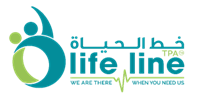 خط الحياة
TPA
life line
WE ARE THERE WHEN YOU NEED US